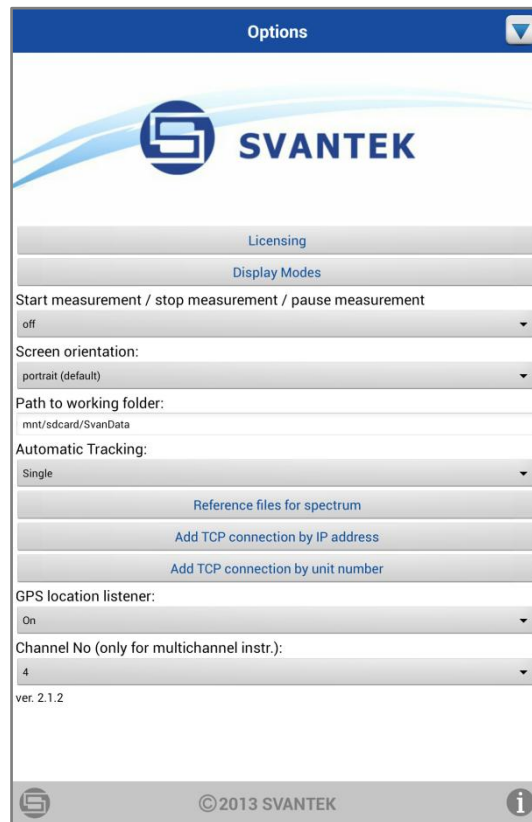 Options
SVANTEK
Licensing
Display Modes
Start measurement / stop measurement / pause measurement
off
Screen orientation:
portrait (default)
Path to working folder:
mnt/sdcard/SvanData
Automatic Tracking:
Single
Reference files for spectrum
Add TCP connection by IP address
Add TCP connection by unit number
GPS location listener:
On
Channel No (only for multichannel instr.):
4
ver. 2.1.2
©2013 SVANTEK
i